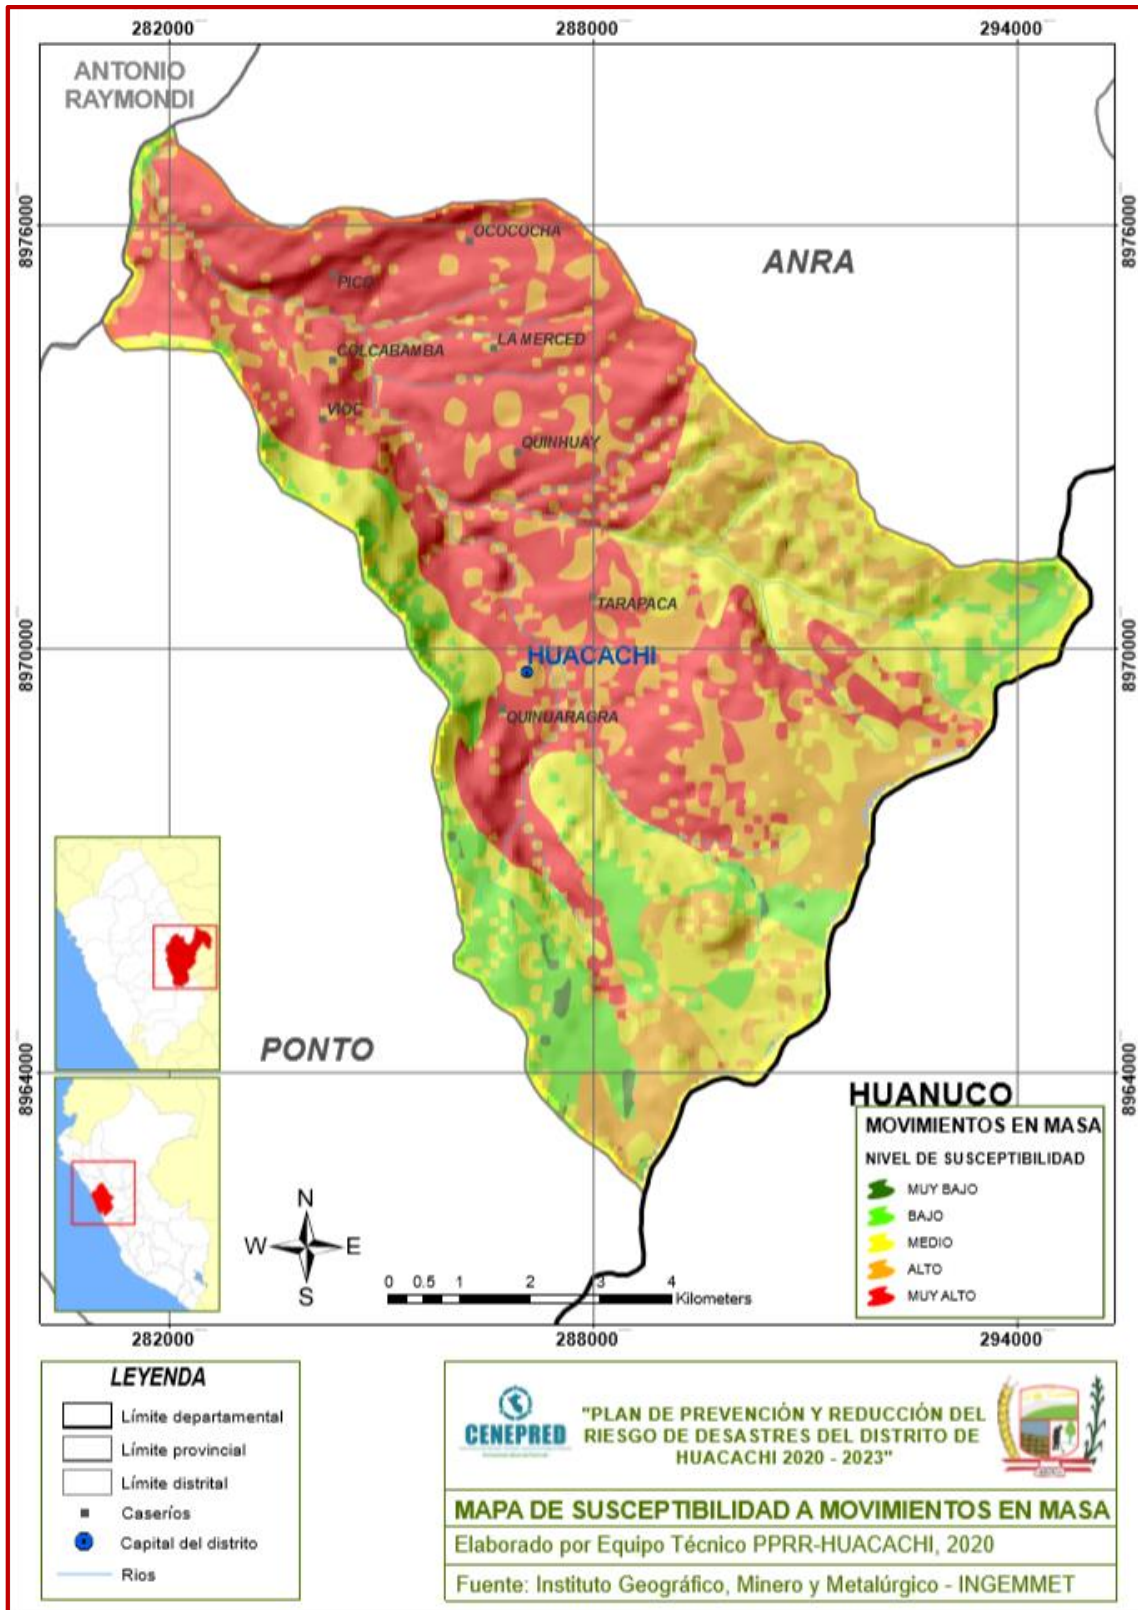 282000
288000
294000
ANTONIO
RAYMONDI
8976000
8976000
OCOCOCHA
ANRA
PICO
LA MERCED
COLCABAMBA
VIOC
QUINHUAY
TARAPACA
8970000
8970000
HUACACHI
QUINUARAGRA
PONTO
8964000
8964000
HUANUCO
MOVIMIENTOS EN MASA
NIVEL DE SUSCEPTIBILIDAD
MUY BAJO
BAJO
MEDIO
ALTO
MUY ALTO
N
W
E
S
0 0.5 1 2 3 4
Kilometers
282000
288000
294000
LEYENDA
Límite departamental
Límite provincial
Límite distrital
Caseríos
Capital del distrito
Rios
CENEPRED
"PLAN DE PREVENCIÓN Y REDUCCIÓN DEL
RIESGO DE DESASTRES DEL DISTRITO DE
HUACACHI 2020 - 2023"
MAPA DE SUSCEPTIBILIDAD A MOVIMIENTOS EN MASA
Elaborado por Equipo Técnico PPRR-HUACACHI, 2020
Fuente: Instituto Geográfico, Minero y Metalúrgico - INGEMMET